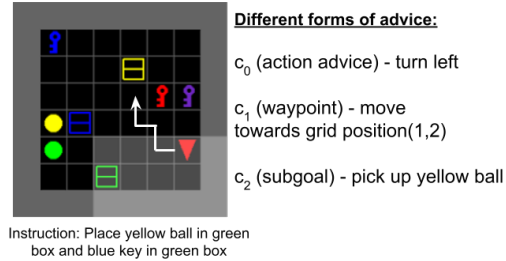 Different forms of advice:
c0 (action advice) - turn left
c1 (waypoint) - move
towards grid position(1,2)
c2 (subgoal) - pick up yellow ball
Instruction: Place yellow ball in green
box and blue key in green box